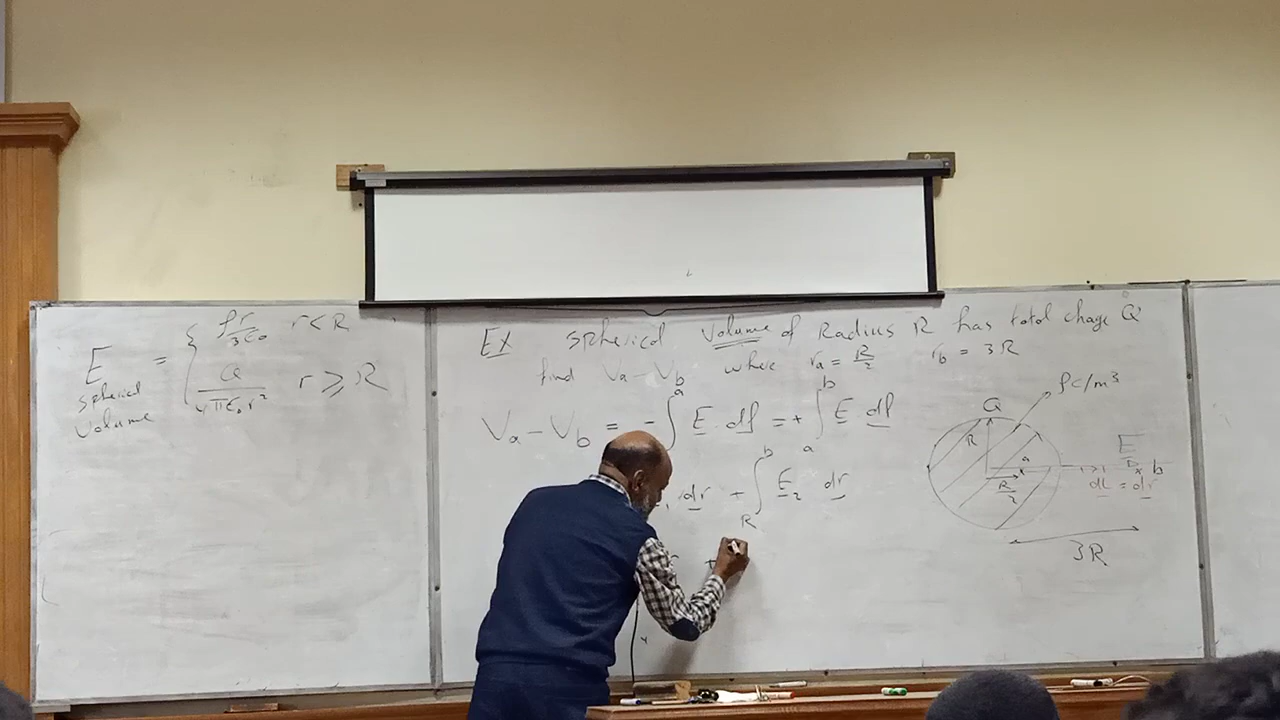 E spherical volume = { ρr/3ε₀ r < R
Q/4πε₀r² r ⩾ R
EX spherical volume of Radius R has total charge Q
find Va - Vb where ra = R/2 rb = 3R
Va - Vb = - ∫ a E · dl = + ∫ a b E dl
dr + ∫ R b E₂ dr
+
Q
ρ c/m³
R
a
R/2
E
b
dl = dr
3R